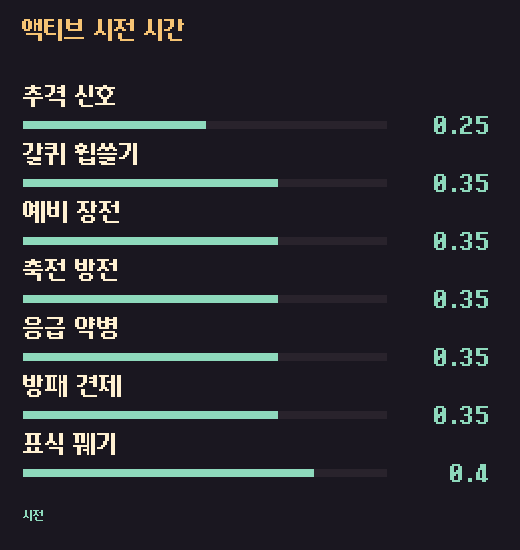 액티브 시전 시간
추격 신호
0.25
갈퀴 휩쓸기
0.35
예비 장전
0.35
축전 방전
0.35
응급 약병
0.35
방패 견제
0.35
표식 꿰기
0.4
시전